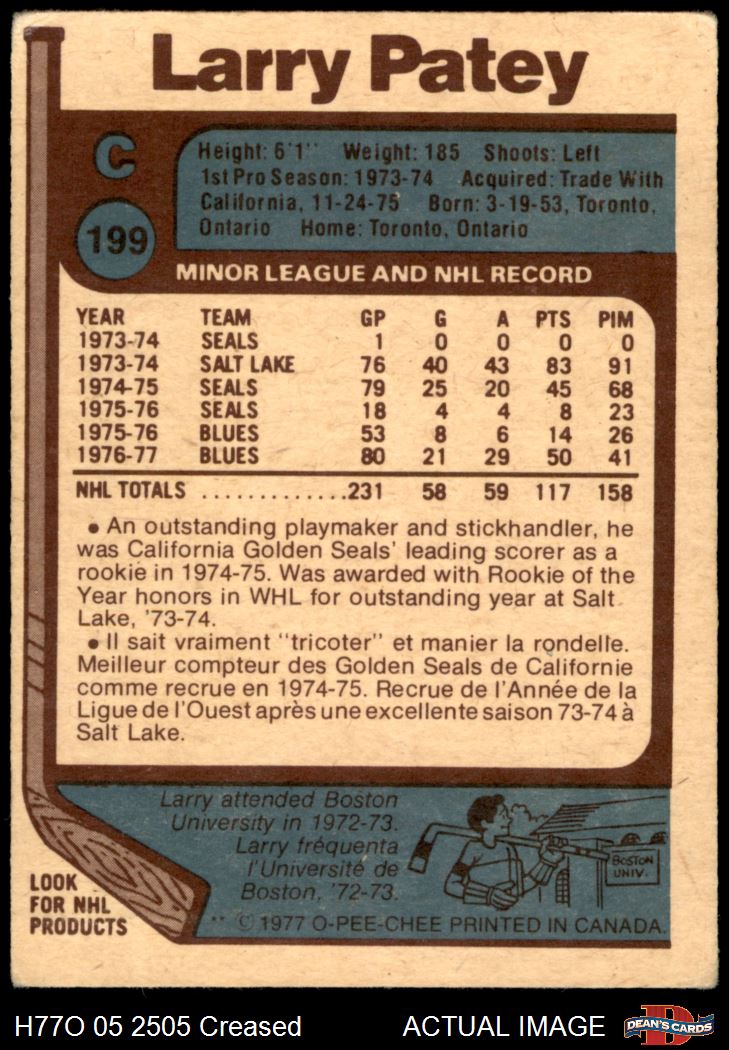 Larry Patey
C
Height: 6'1" Weight: 185 Shoots: Left
1st Pro Season: 1973-74 Acquired: Trade With
California, 11-24-75 Born: 3-19-53, Toronto,
Ontario Home: Toronto, Ontario
199
MINOR LEAGUE AND NHL RECORD
YEAR TEAM GP G A PTS PIM
1973-74 SEALS 1 0 0 0 0
1973-74 SALT LAKE 76 40 43 83 91
1974-75 SEALS 79 25 20 45 68
1975-76 SEALS 18 4 4 8 23
1975-76 BLUES 53 8 6 14 26
1976-77 BLUES 80 21 29 50 41
NHL TOTALS .............231 58 59 117 158
• An outstanding playmaker and stickhandler, he
was California Golden Seals' leading scorer as a
rookie in 1974-75. Was awarded with Rookie of the
Year honors in WHL for outstanding year at Salt
Lake, '73-74.
• Il sait vraiment "tricoter" et manier la rondelle.
Meilleur compteur des Golden Seals de Californie
comme recrue en 1974-75. Recrue de l'Année de la
Ligue de l'Ouest après une excellente saison 73-74 à
Salt Lake.
Larry attended Boston
University in 1972-73.
Larry fréquenta
l'Université de
Boston, '72-73.
BOSTON
UNIV.
LOOK
FOR NHL
PRODUCTS
** © 1977 O-PEE-CHEE PRINTED IN CANADA.
H77O 05 2505 Creased ACTUAL IMAGE
D
DEAN'S CARDS